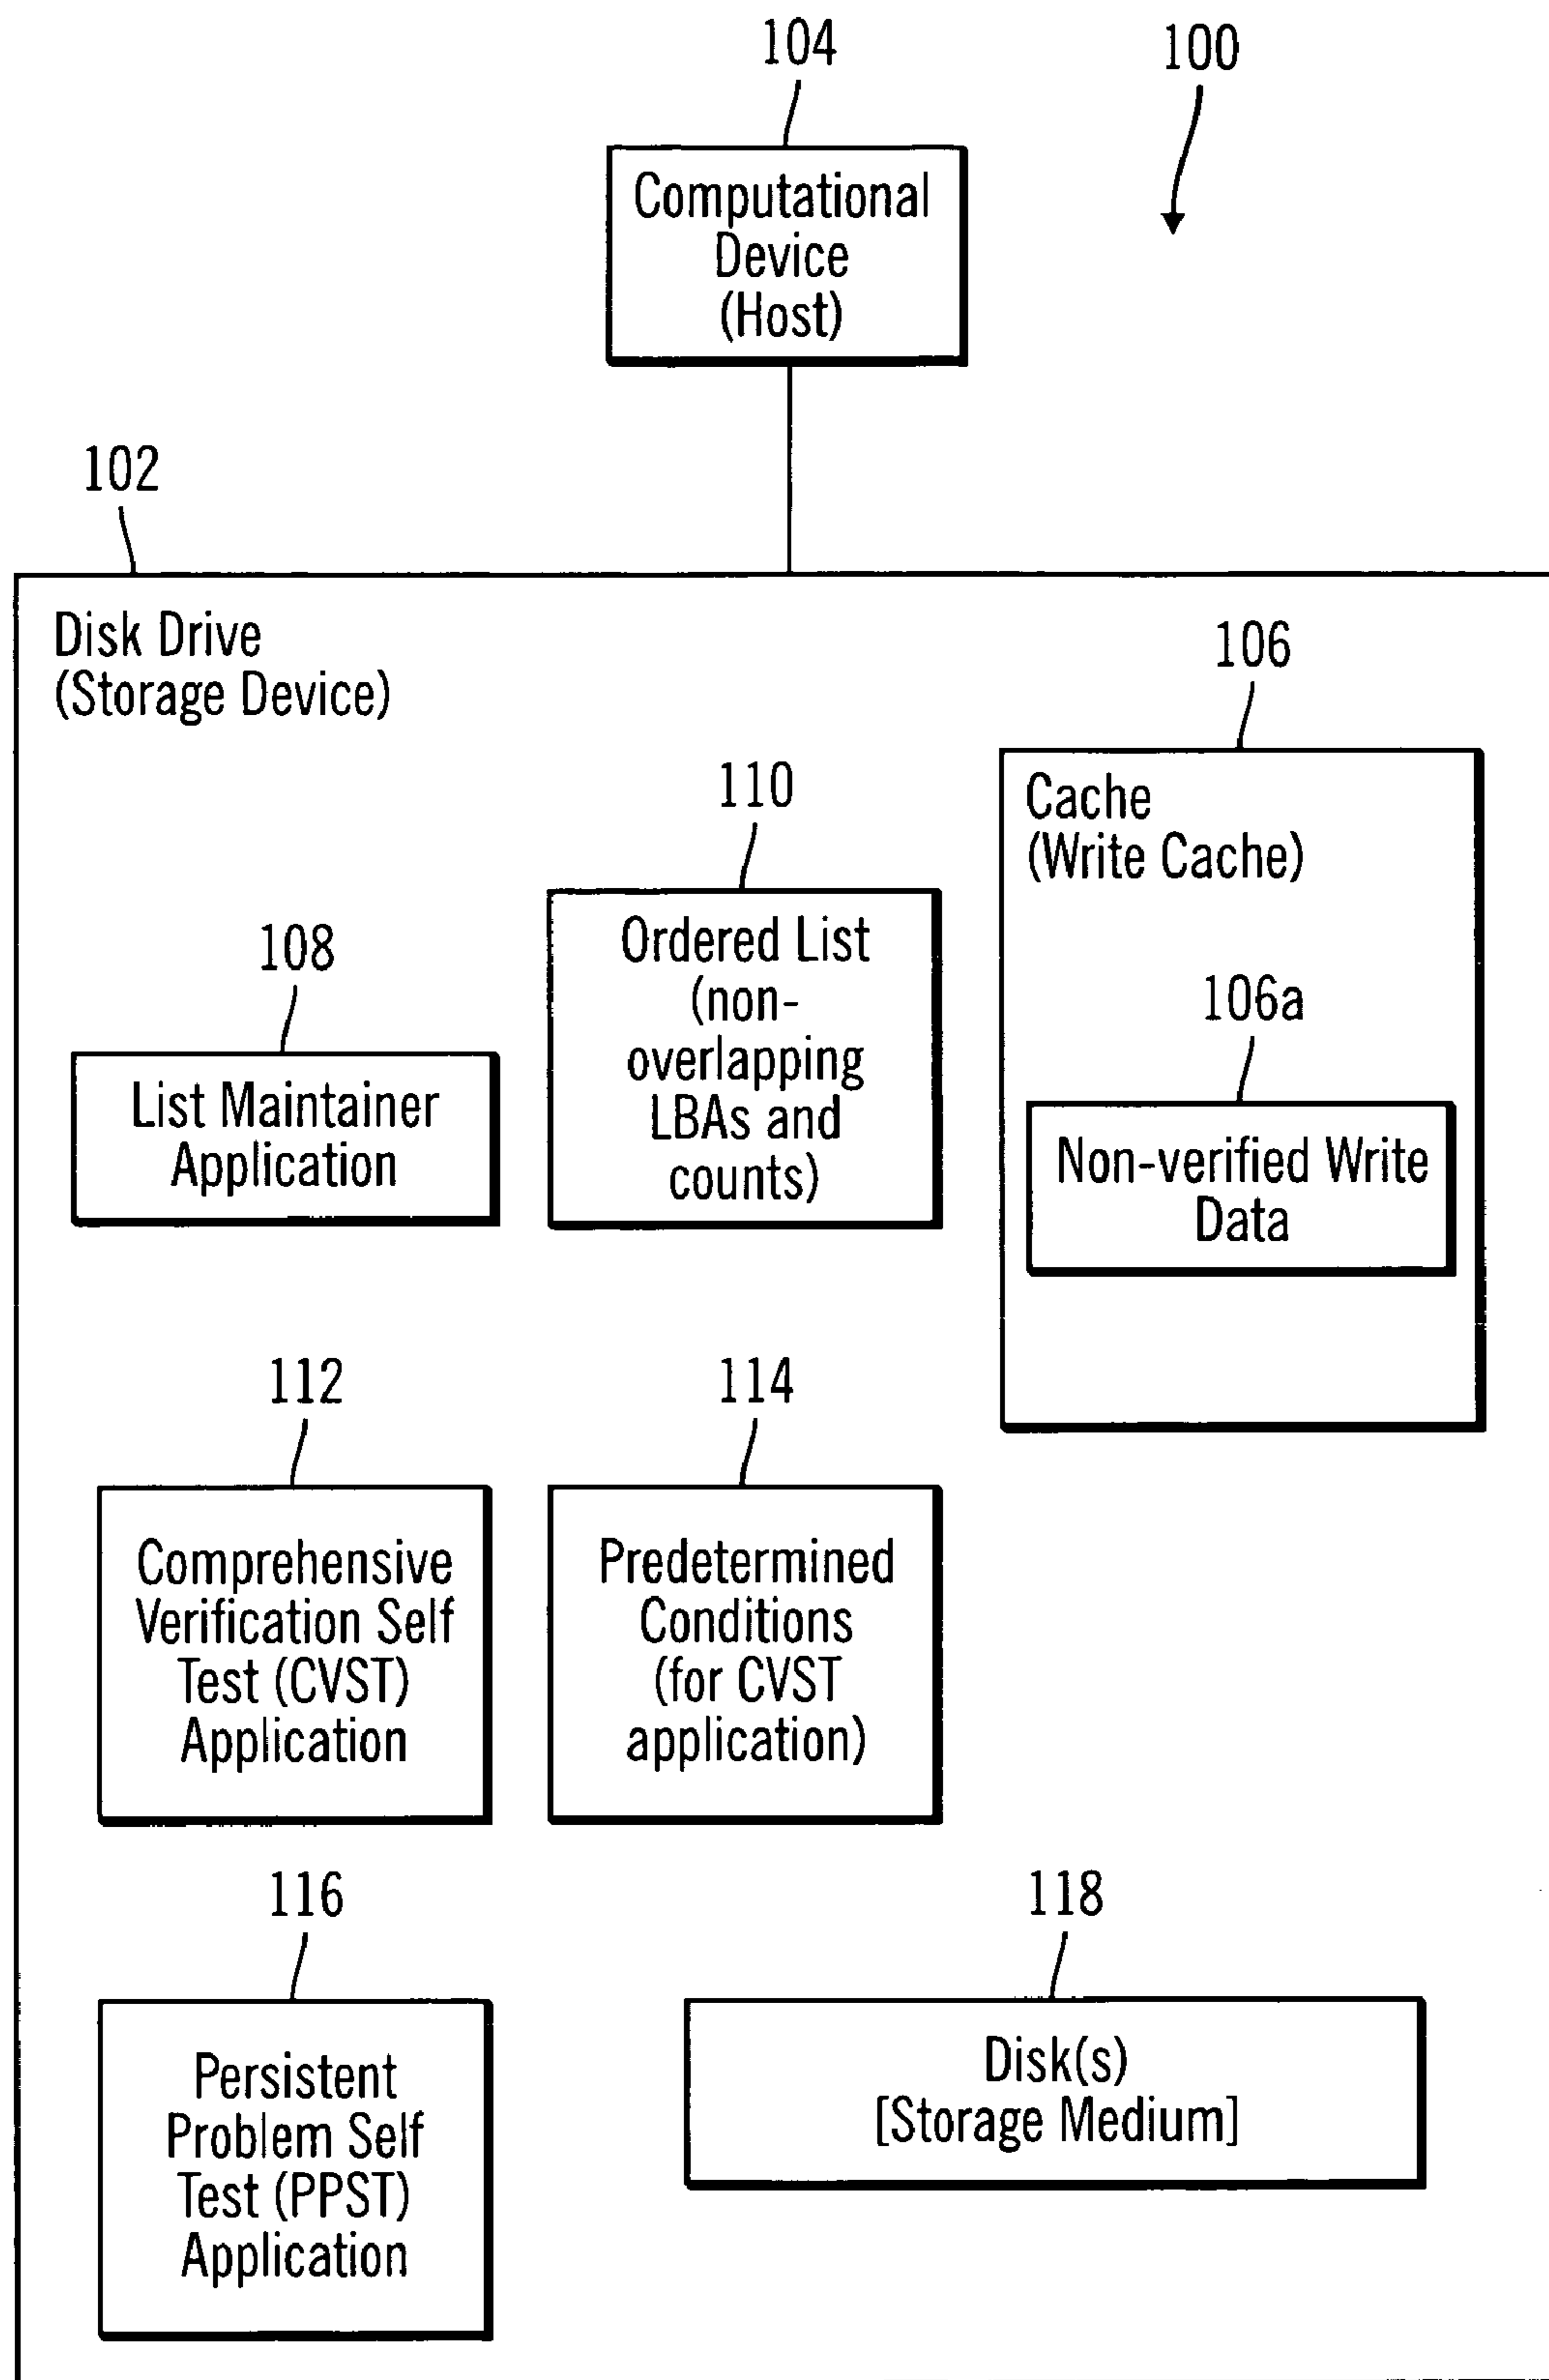 104
100
Computational
Device
(Host)
102
Disk Drive
(Storage Device)
106
Cache
(Write Cache)
110
Ordered List
(non-
overlapping
LBAs and
counts)
108
List Maintainer
Application
106a
Non-verified Write
Data
112
Comprehensive
Verification Self
Test (CVST)
Application
114
Predetermined
Conditions
(for CVST
application)
116
Persistent
Problem Self
Test (PPST)
Application
118
Disk(s)
[Storage Medium]